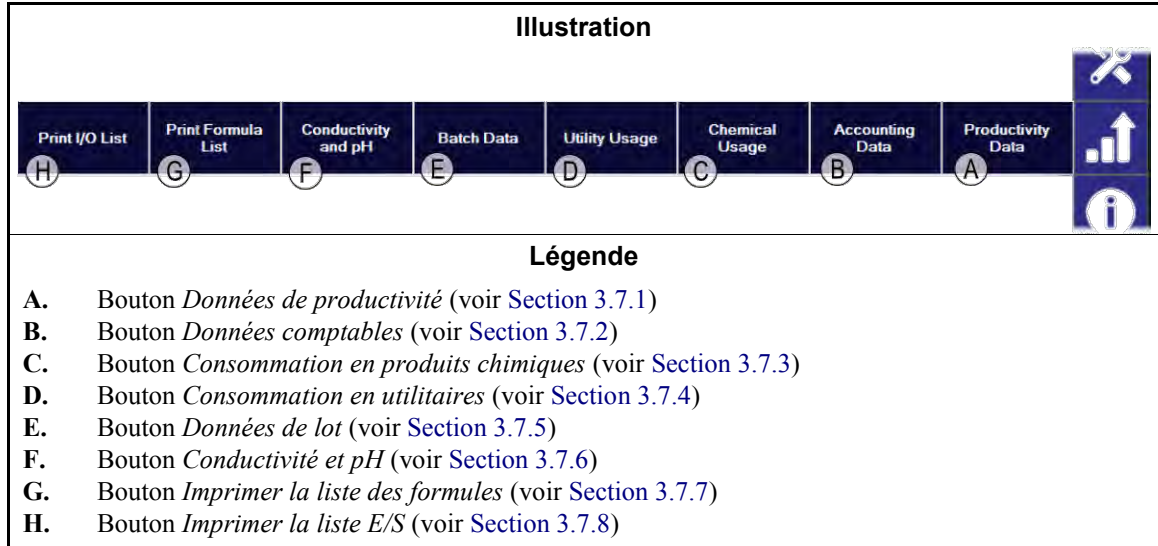 Illustration
Print I/O List
Print Formula
List
Conductivity
and pH
Batch Data
Utility Usage
Chemical
Usage
Accounting
Data
Productivity
Data
H
G
F
E
D
C
B
A
i
Légende
A. Bouton Données de productivité (voir Section 3.7.1)
B. Bouton Données comptables (voir Section 3.7.2)
C. Bouton Consommation en produits chimiques (voir Section 3.7.3)
D. Bouton Consommation en utilitaires (voir Section 3.7.4)
E. Bouton Données de lot (voir Section 3.7.5)
F. Bouton Conductivité et pH (voir Section 3.7.6)
G. Bouton Imprimer la liste des formules (voir Section 3.7.7)
H. Bouton Imprimer la liste E/S (voir Section 3.7.8)